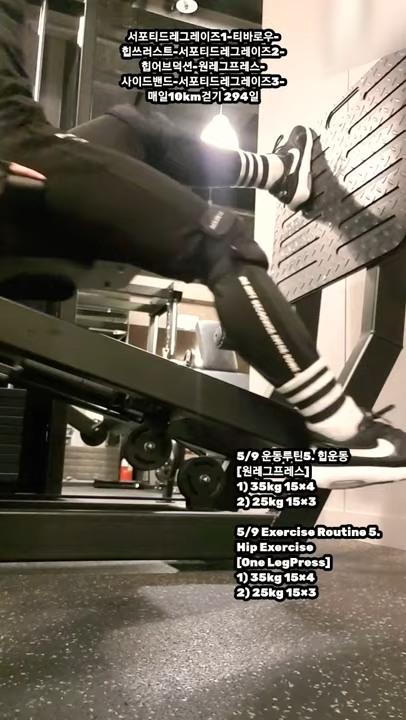 서포티드레그레이즈1-티바로우-
힙쓰러스트-서포티드레그레이즈2-
힙어브덕션-원레그프레스-
사이드밴드-서포티드레그레이즈3-
매일10km걷기 294일
5/9 운동루틴5. 힙운동
[원레그프레스]
1) 35kg 15×4
2) 25kg 15×3
5/9 Exercise Routine 5.
Hip Exercise
[One LegPress]
1) 35kg 15×4
2) 25kg 15×3